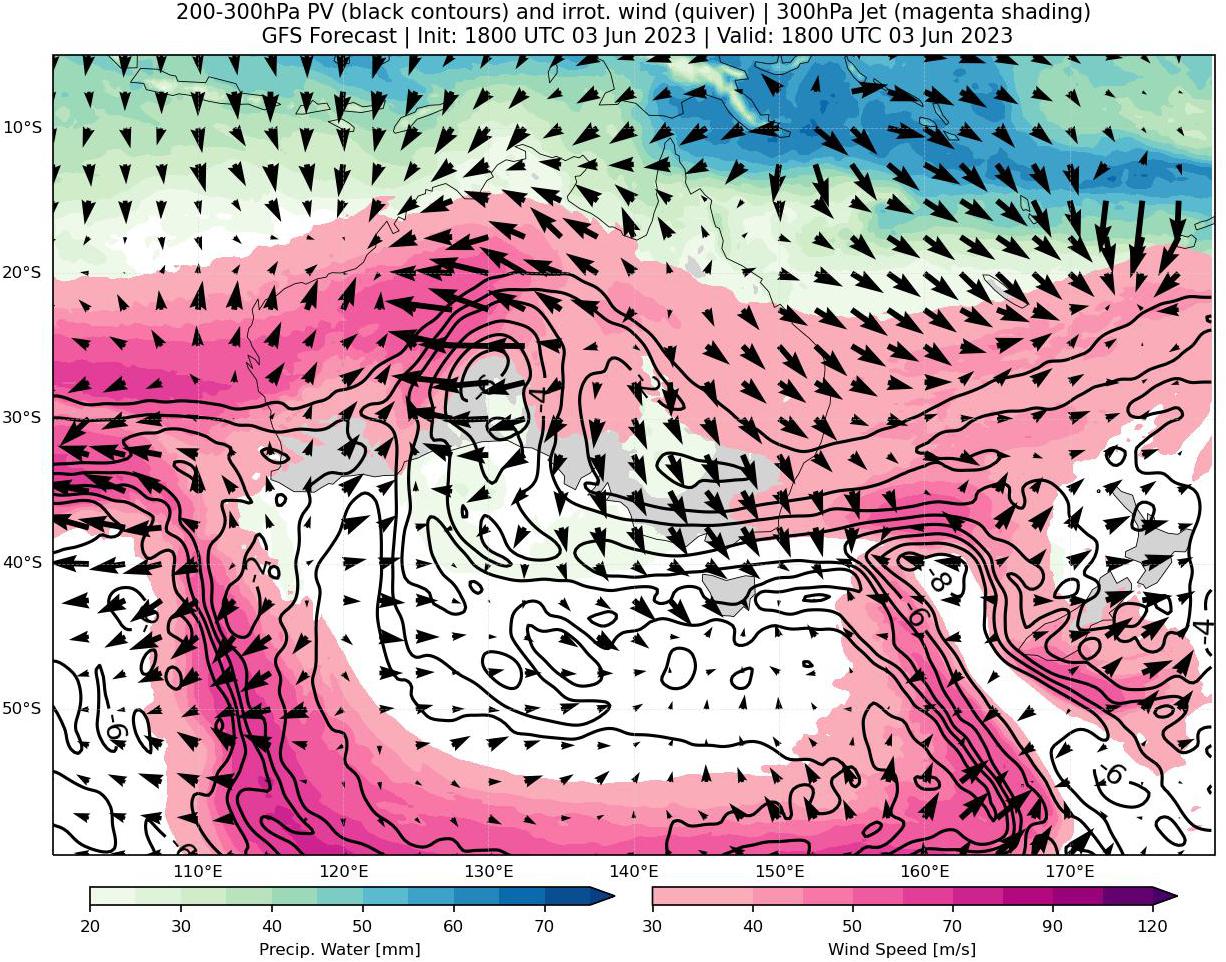 200-300hPa PV (black contours) and irrot. wind (quiver) | 300hPa Jet (magenta shading)
GFS Forecast | Init: 1800 UTC 03 Jun 2023 | Valid: 1800 UTC 03 Jun 2023
10°S
20°S
-4
-2
30°S
40°S
-2
-8
-6
-4
50°S
-6
-6
110°E 120°E 130°E 140°E 150°E 160°E 170°E
20 30 40 50 60 70
30 40 50 70 90 120
Precip. Water [mm] Wind Speed [m/s]